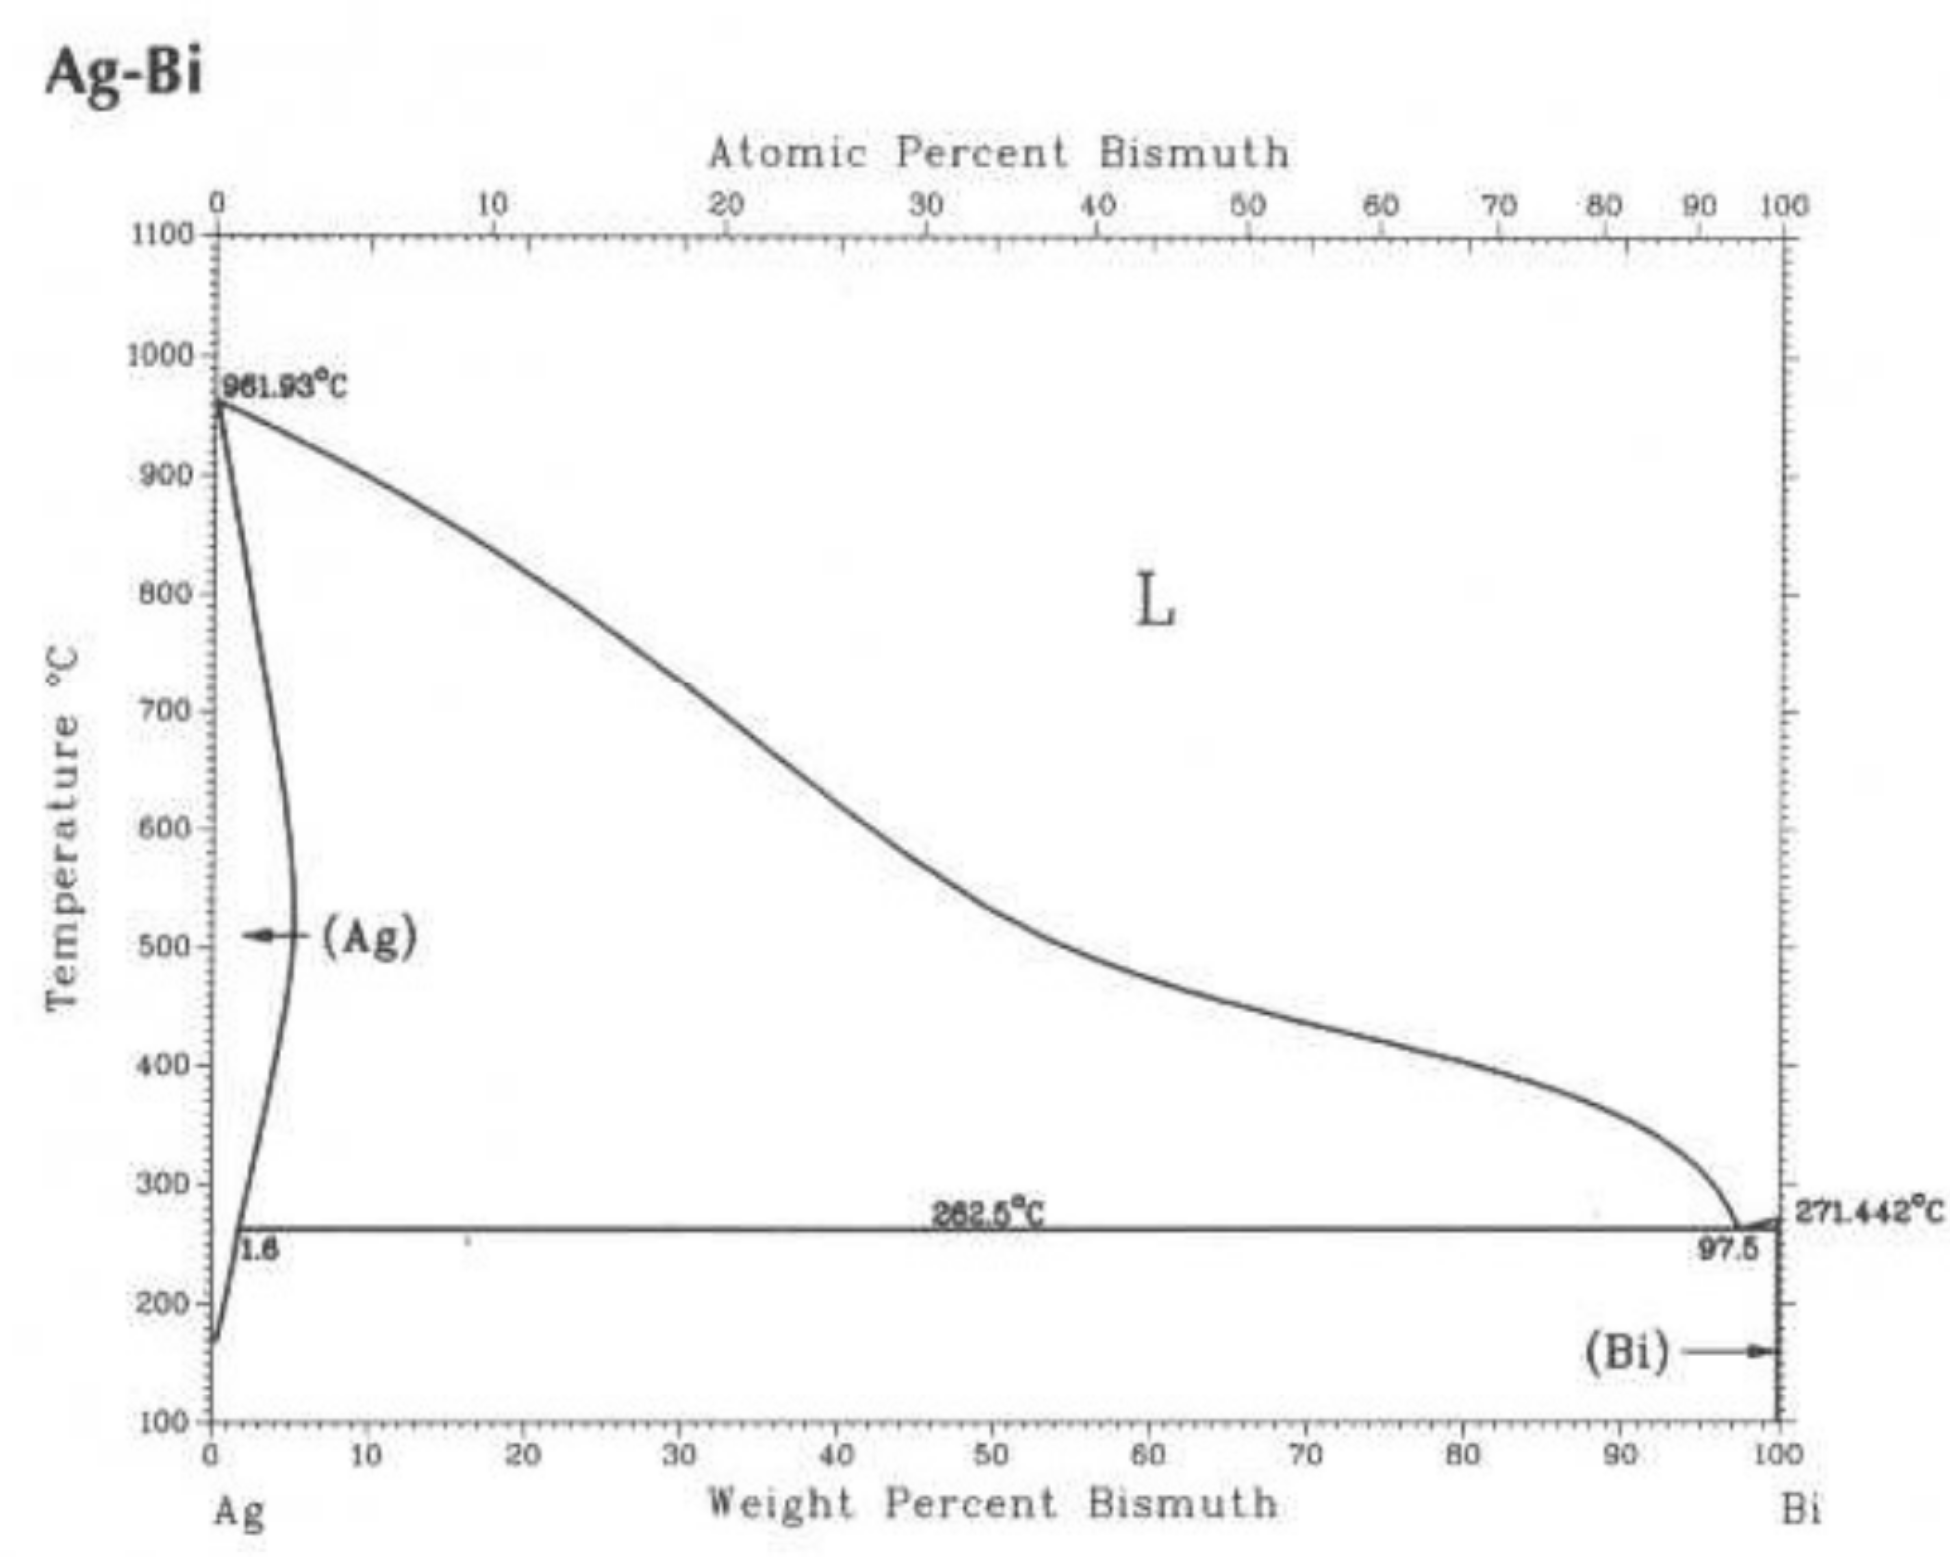 Ag-Bi
Atomic Percent Bismuth
0 10 20 30 40 50 60 70 80 90 100
1100
1000
961.93°C
900
800
L
700
Temperature °C
600
(Ag)
500
400
300
262.5°C
271.442°C
1.6
97.5
200
(Bi)
100
0 10 20 30 40 50 60 70 80 90 100
Ag
Weight Percent Bismuth
Bi